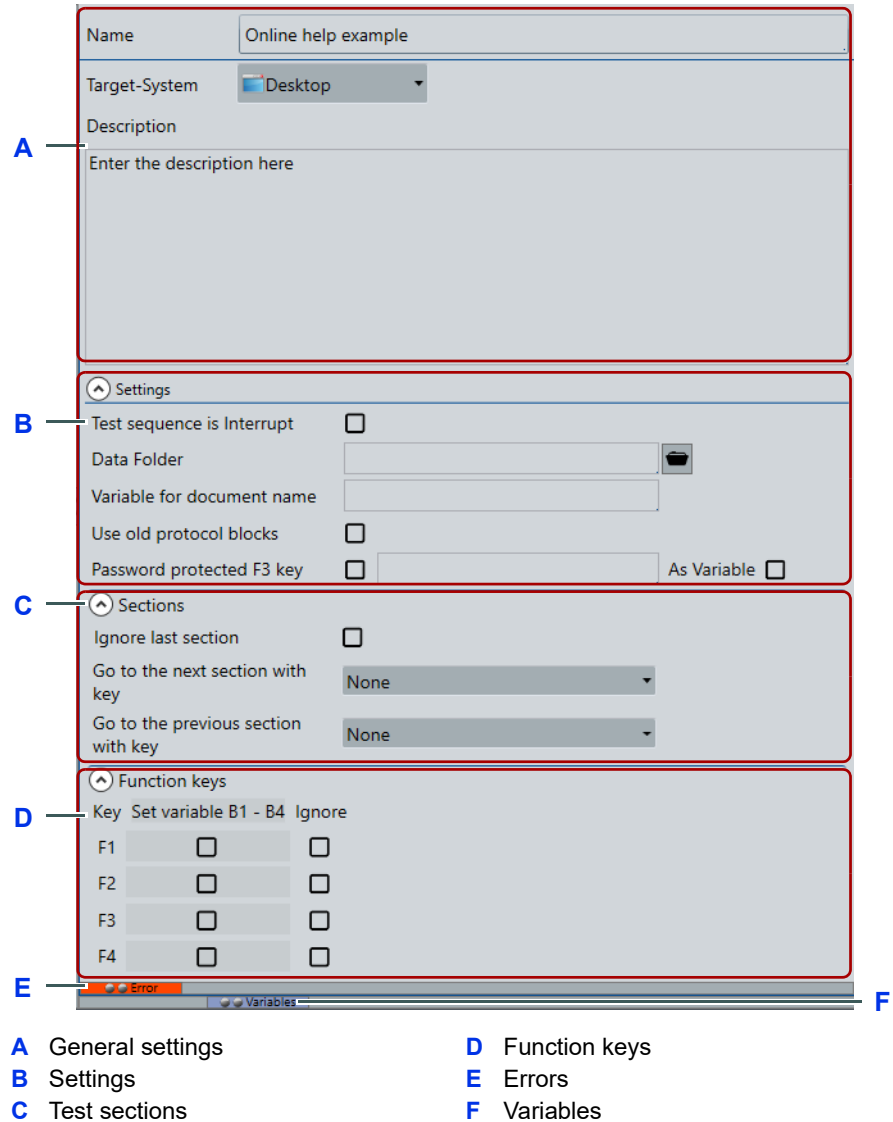 Name Online help example
Target-System Desktop
Description
A
Enter the description here
Settings
B Test sequence is Interrupt
Data Folder
Variable for document name
Use old protocol blocks
Password protected F3 key As Variable
C Sections
Ignore last section
Go to the next section with
key
None
Go to the previous section
with key
None
Function keys
D Key Set variable B1 - B4 Ignore
F1
F2
F3
F4
E Error
Variables F
A General settings
B Settings
C Test sections
D Function keys
E Errors
F Variables